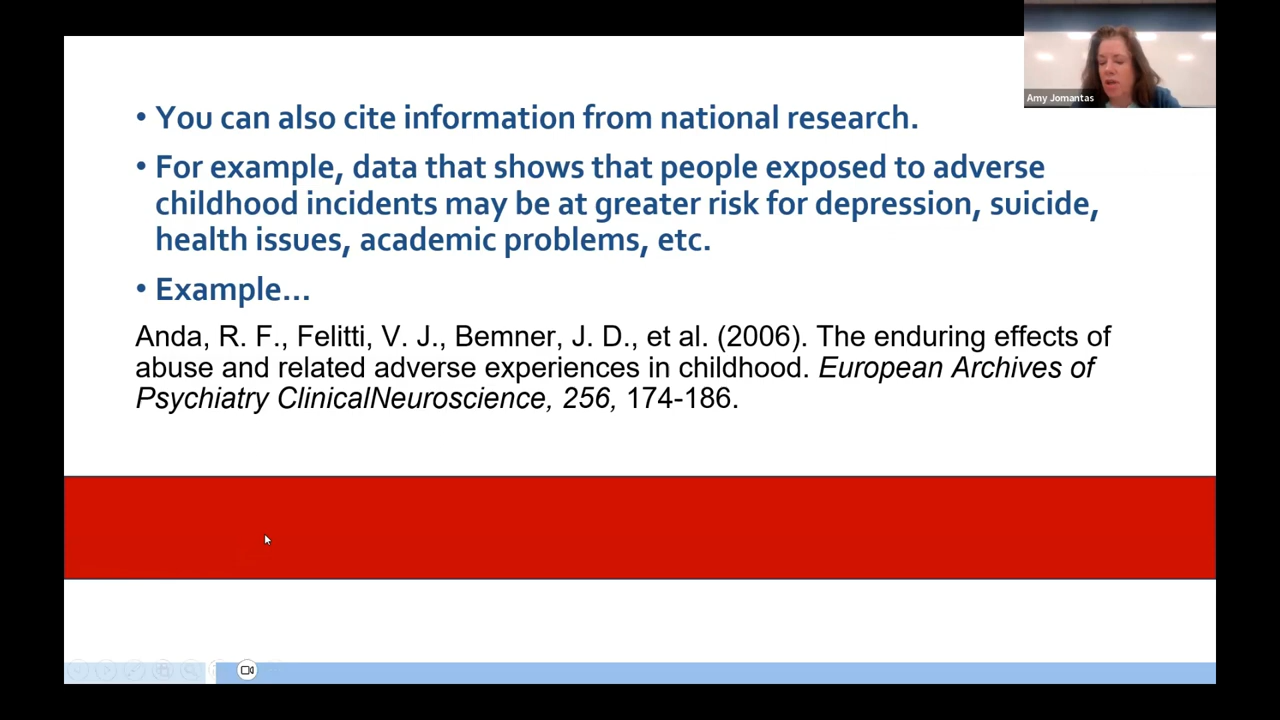 Amy Jomantas
• You can also cite information from national research.
• For example, data that shows that people exposed to adverse
childhood incidents may be at greater risk for depression, suicide,
health issues, academic problems, etc.
• Example...
Anda, R. F., Felitti, V. J., Bemner, J. D., et al. (2006). The enduring effects of
abuse and related adverse experiences in childhood. European Archives of
Psychiatry ClinicalNeuroscience, 256, 174-186.